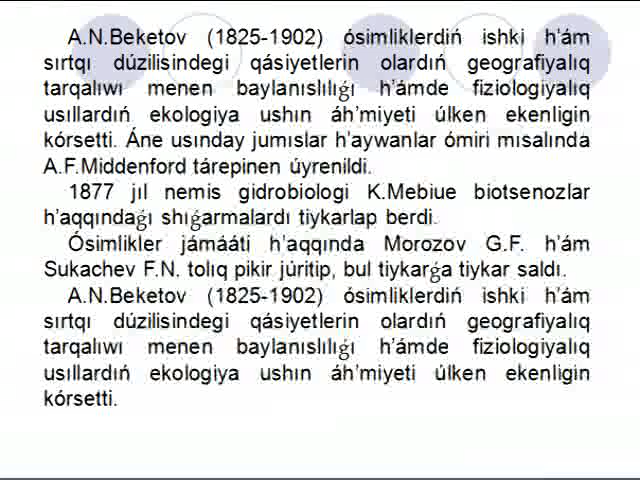 A.N.Beketov (1825-1902) ósimliklerdiń ishki h'ám
sırtqı dúzilisindegi qásiyetlerin olardıń geografiyalıq
tarqalıwı menen baylanıslılıǵı h'ámde fiziologiyalıq
usıllardıń ekologiya ushın áh'miyeti úlken ekenligin
kórsetti. Áne usınday jumıslar h'aywanlar ómiri mısalında
A.F.Middenford tárepinen úyrenildi.
1877 jıl nemis gidrobiologi K.Mebiue biotsenozlar
h'aqqındaǵı shıǵarmalardı tiykarlap berdi.
Ósimlikler jámááti h'aqqında Morozov G.F. h'ám
Sukachev F.N. tolıq pikir júritip, bul tiykarǵa tiykar saldı.
A.N.Beketov (1825-1902) ósimliklerdiń ishki h'ám
sırtqı dúzilisindegi qásiyetlerin olardıń geografiyalıq
tarqalıwı menen baylanıslılıǵı h'ámde fiziologiyalıq
usıllardıń ekologiya ushın áh'miyeti úlken ekenligin
kórsetti.